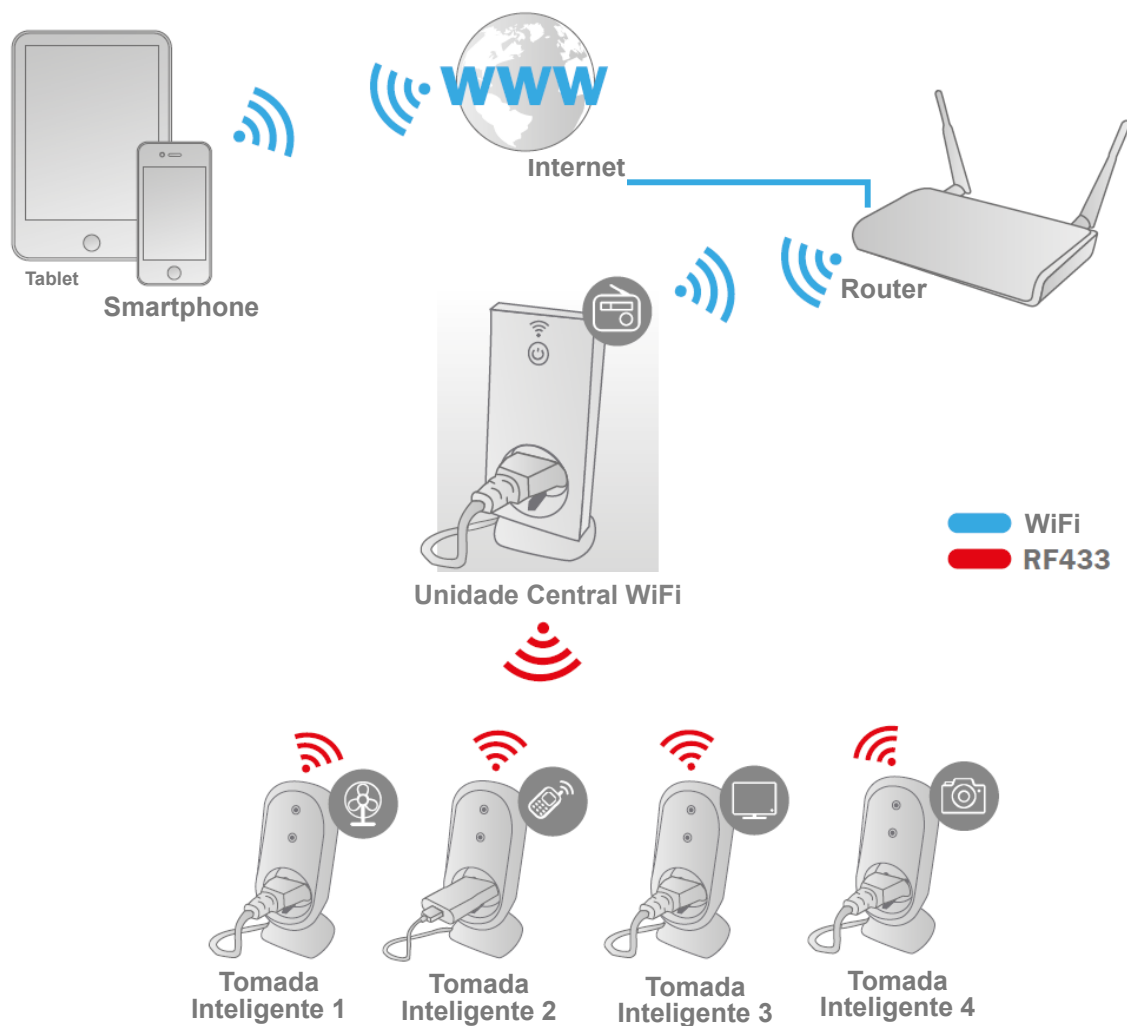 WWW
Internet
Tablet
Smartphone
Router
WiFi
RF433
Unidade Central WiFi
Tomada
Inteligente 1
Tomada
Inteligente 2
Tomada
Inteligente 3
Tomada
Inteligente 4